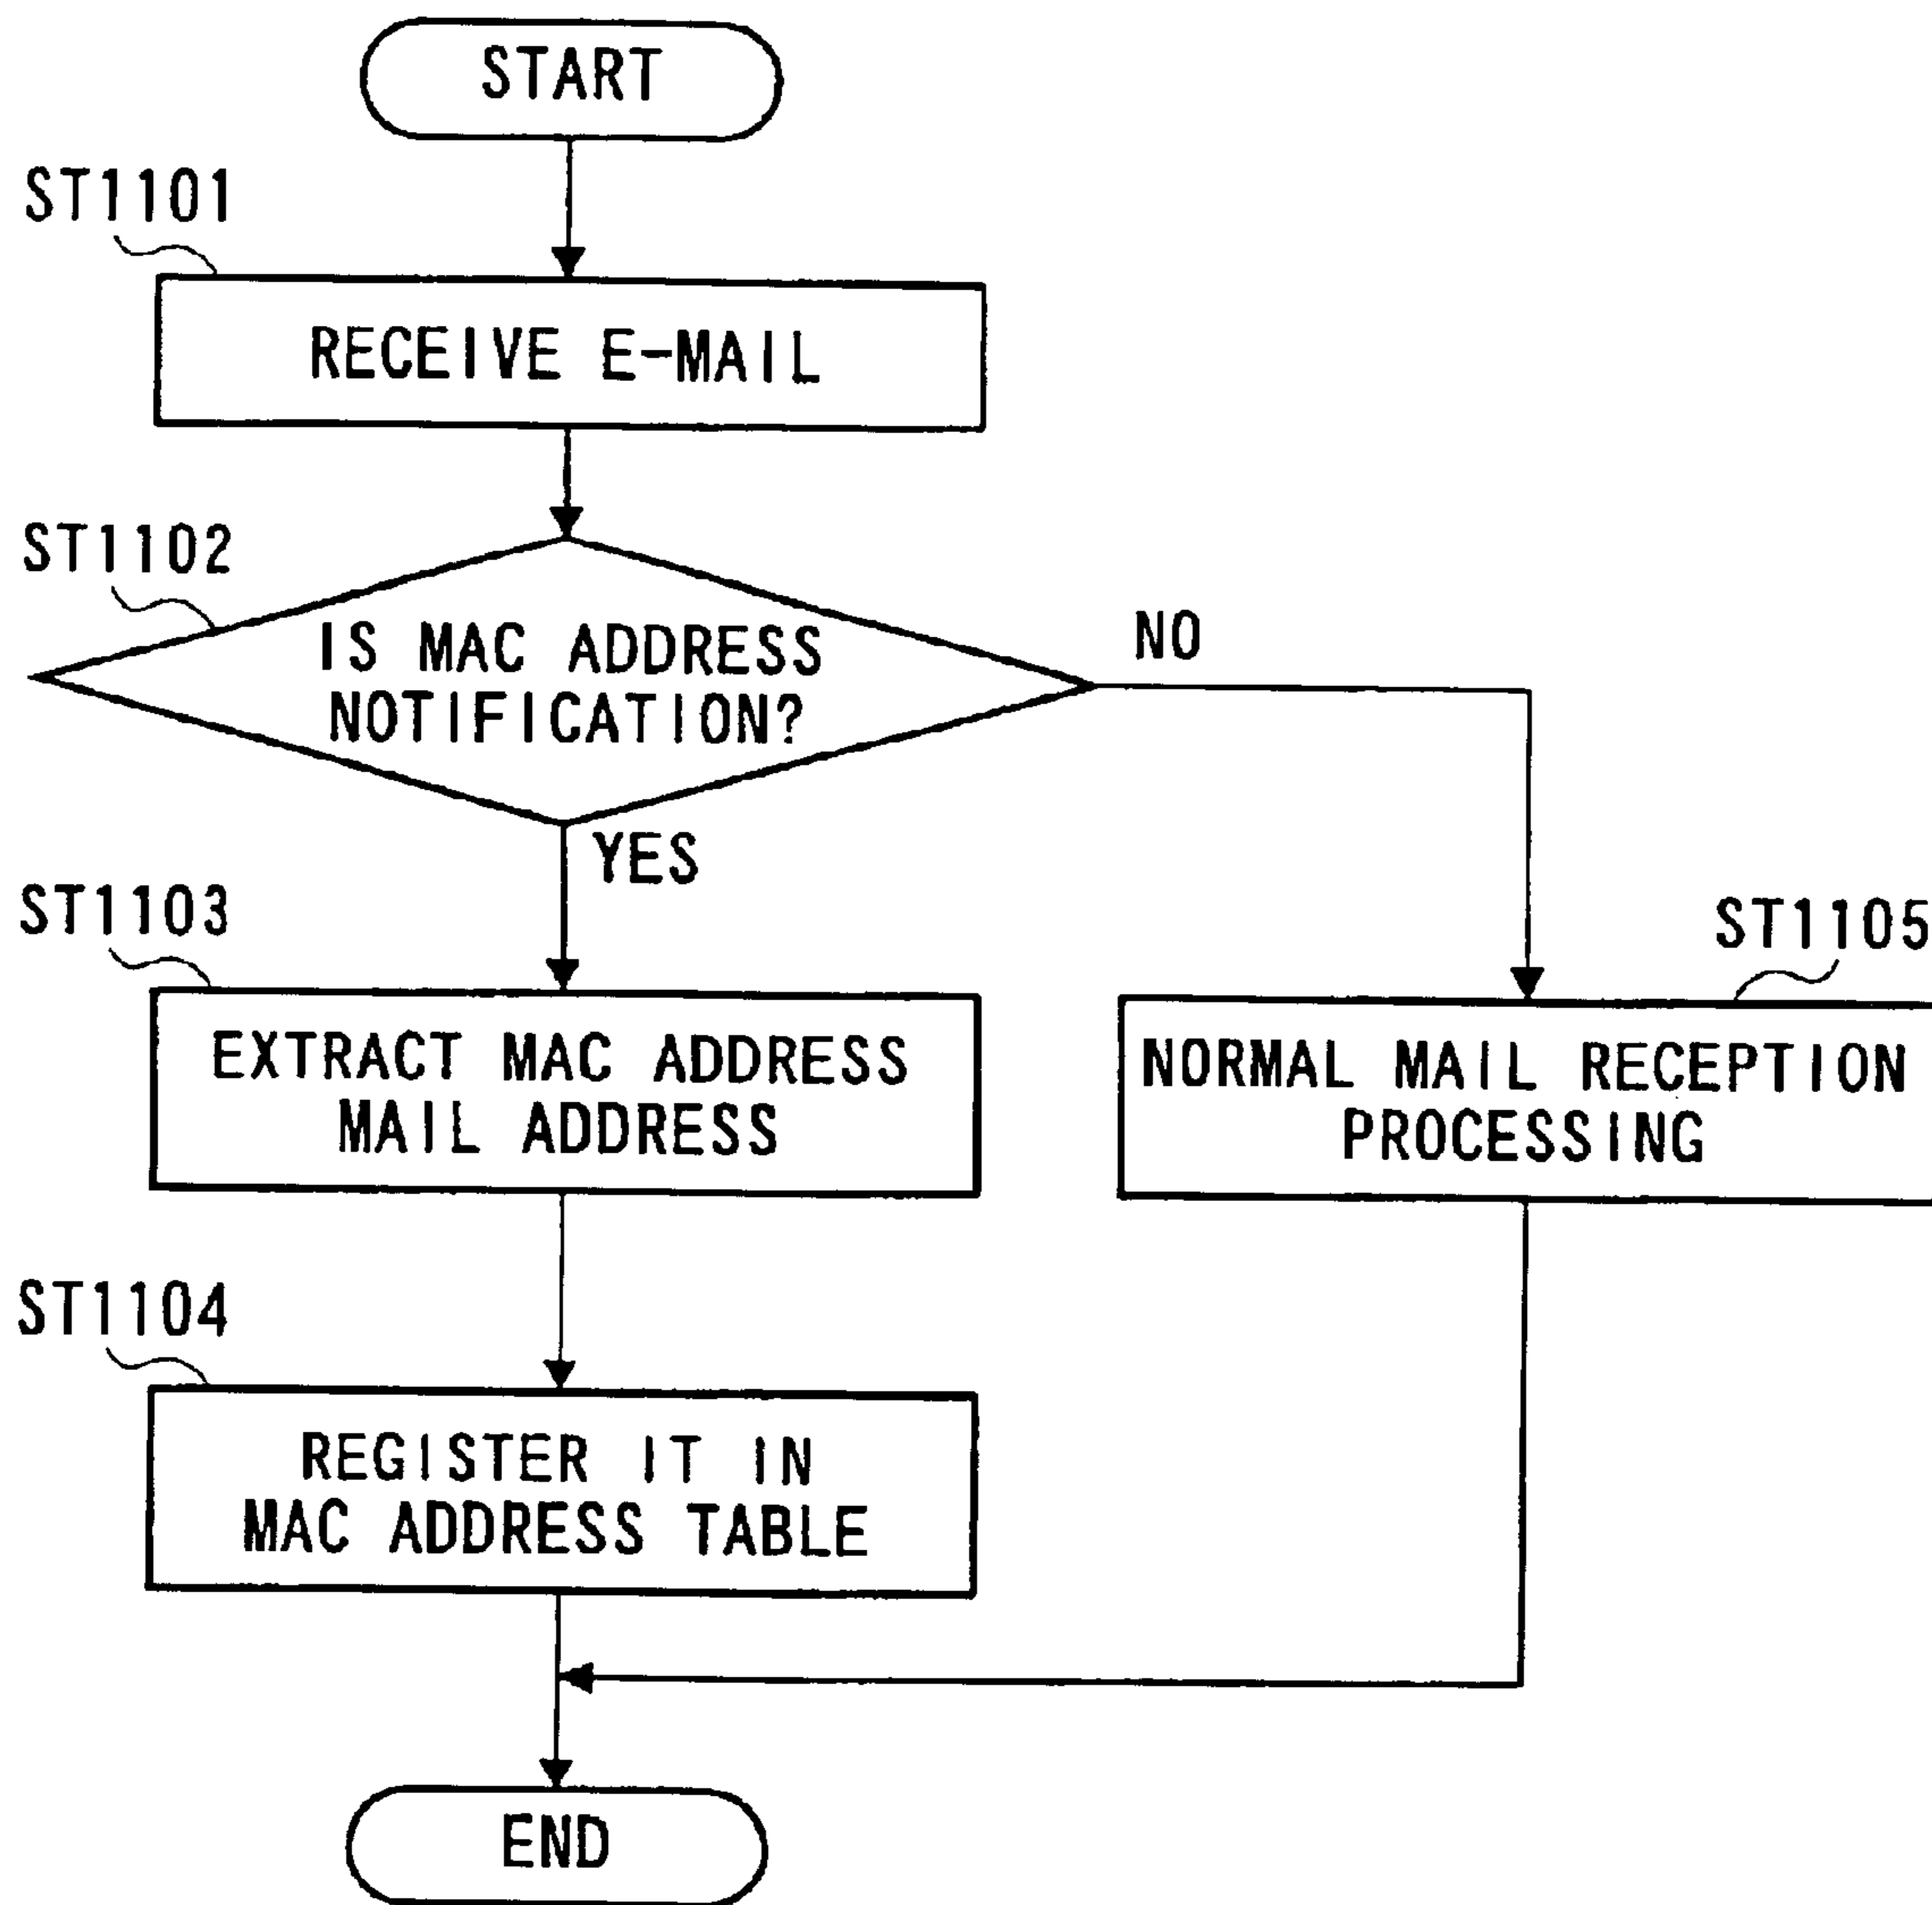 START
ST1101
RECEIVE E-MAIL
ST1102
IS MAC ADDRESS
NOTIFICATION?
NO
YES
ST1103
EXTRACT MAC ADDRESS
MAIL ADDRESS
ST1105
NORMAL MAIL RECEPTION
PROCESSING
ST1104
REGISTER IT IN
MAC ADDRESS TABLE
END